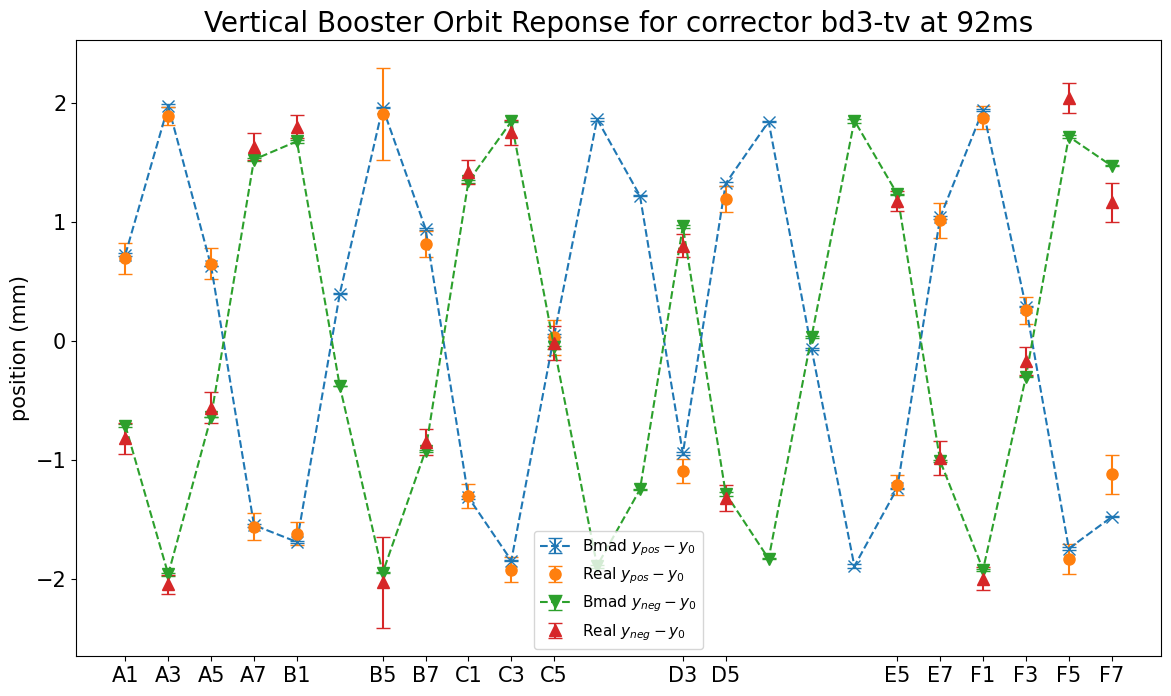 Vertical Booster Orbit Reponse for corrector bd3-tv at 92ms
position (mm)
2
1
0
−1
−2
Bmad y_pos − y_0
Real y_pos − y_0
Bmad y_neg − y_0
Real y_neg − y_0
A1 A3 A5 A7 B1 B5 B7 C1 C3 C5 D3 D5 E5 E7 F1 F3 F5 F7